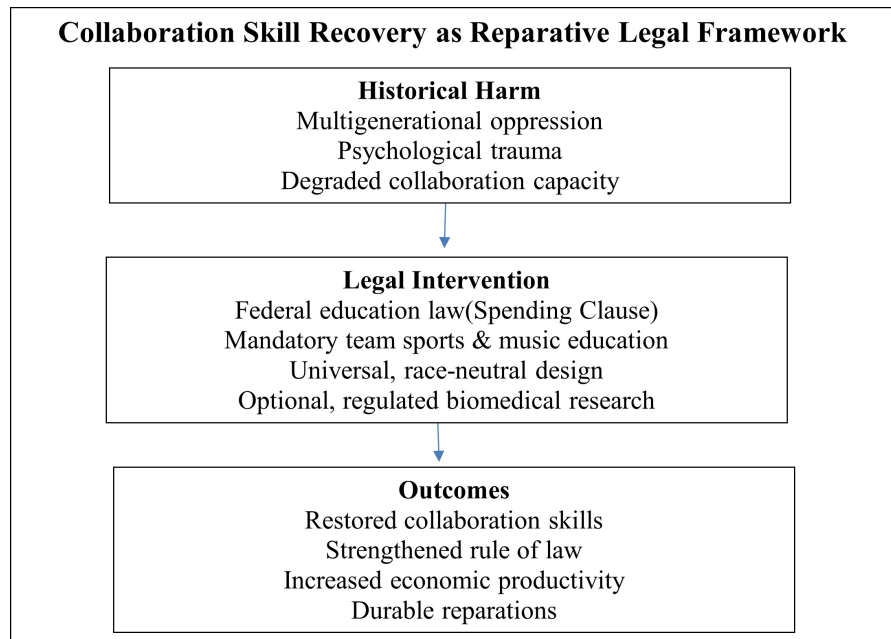 Collaboration Skill Recovery as Reparative Legal Framework
Historical Harm
Multigenerational oppression
Psychological trauma
Degraded collaboration capacity
Legal Intervention
Federal education law(Spending Clause)
Mandatory team sports & music education
Universal, race-neutral design
Optional, regulated biomedical research
Outcomes
Restored collaboration skills
Strengthened rule of law
Increased economic productivity
Durable reparations